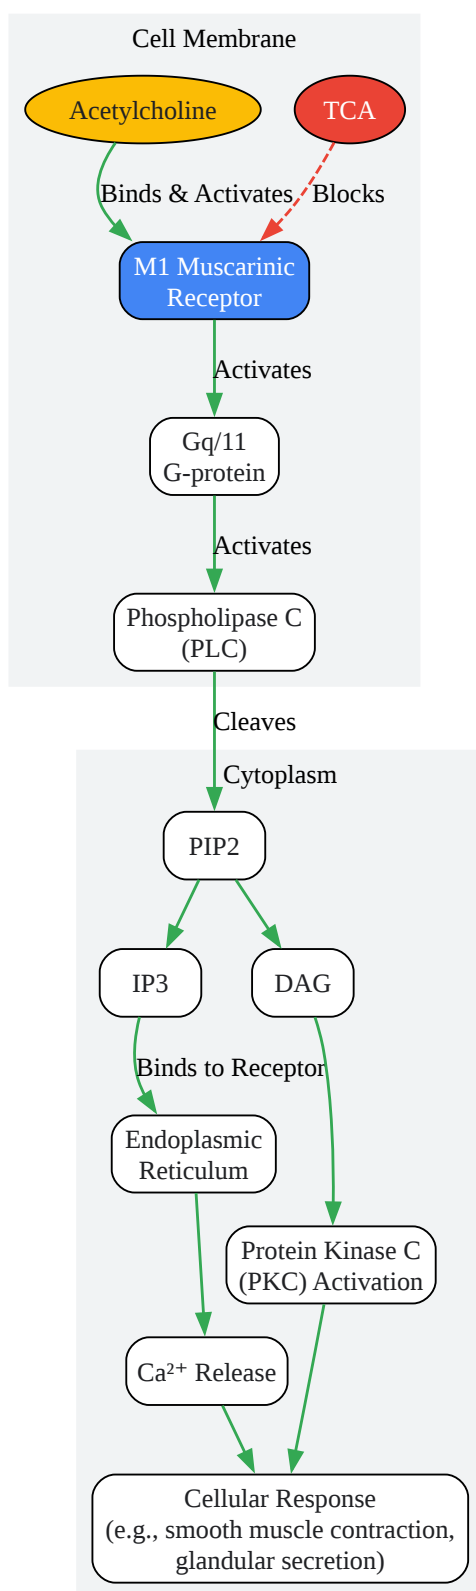 Cell Membrane
Acetylcholine
TCA
Binds & Activates
Blocks
M1 Muscarinic
Receptor
Activates
Gq/11
G-protein
Activates
Phospholipase C
(PLC)
Cleaves
Cytoplasm
PIP2
IP3
DAG
Binds to Receptor
Endoplasmic
Reticulum
Protein Kinase C
(PKC) Activation
Ca²⁺ Release
Cellular Response
(e.g., smooth muscle contraction,
glandular secretion)